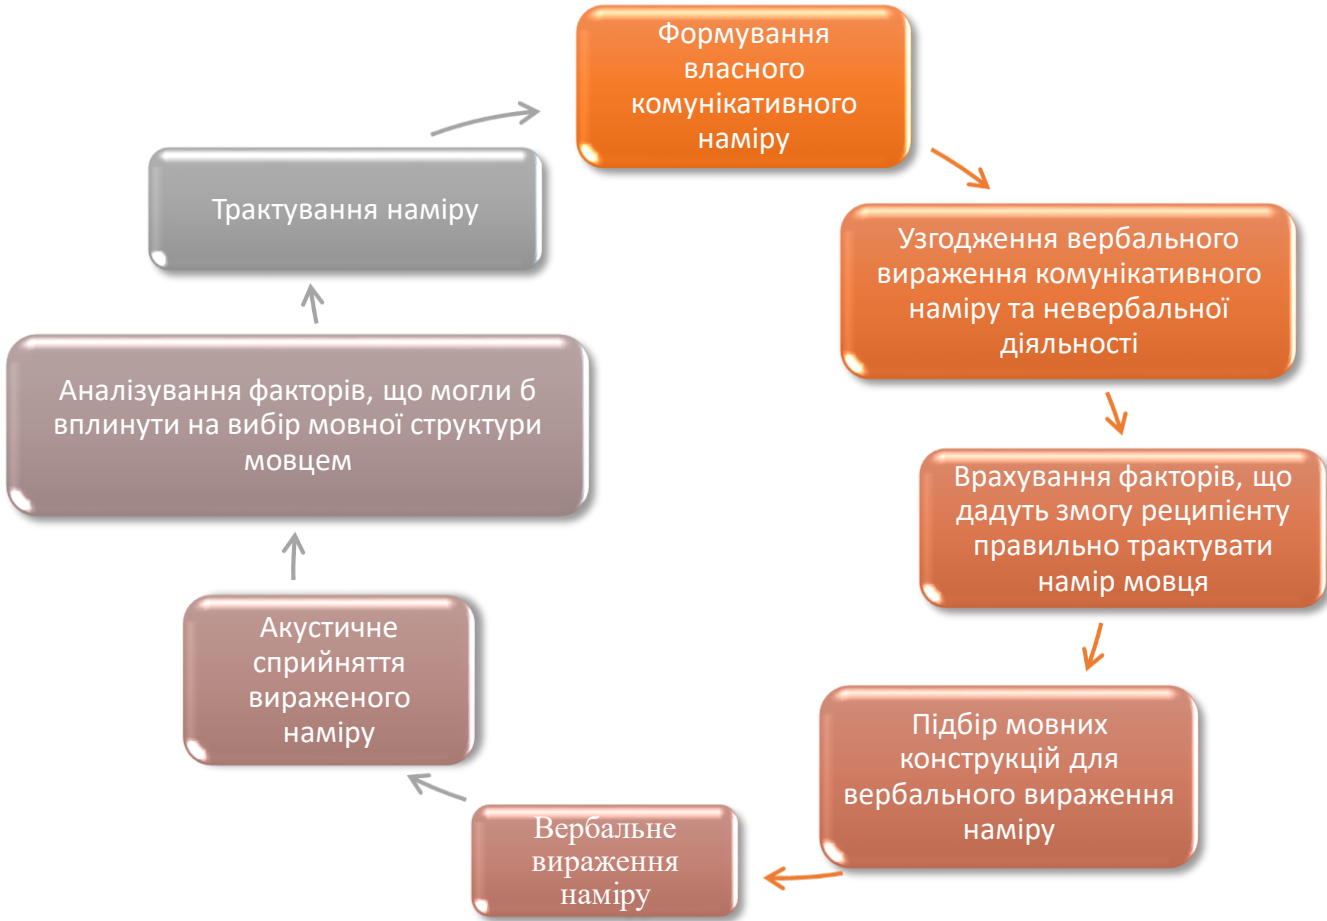 Формування
власного
комунікативного
наміру
Узгодження вербального
вираження комунікативного
наміру та невербальної
діяльності
Врахування факторів, що
дадуть змогу реципієнту
правильно трактувати
намір мовця
Підбір мовних
конструкцій для
вербального вираження
наміру
Вербальне
вираження
наміру
Акустичне
сприйняття
вираженого
наміру
Аналізування факторів, що могли б
вплинути на вибір мовної структури
мовцем
Трактування наміру